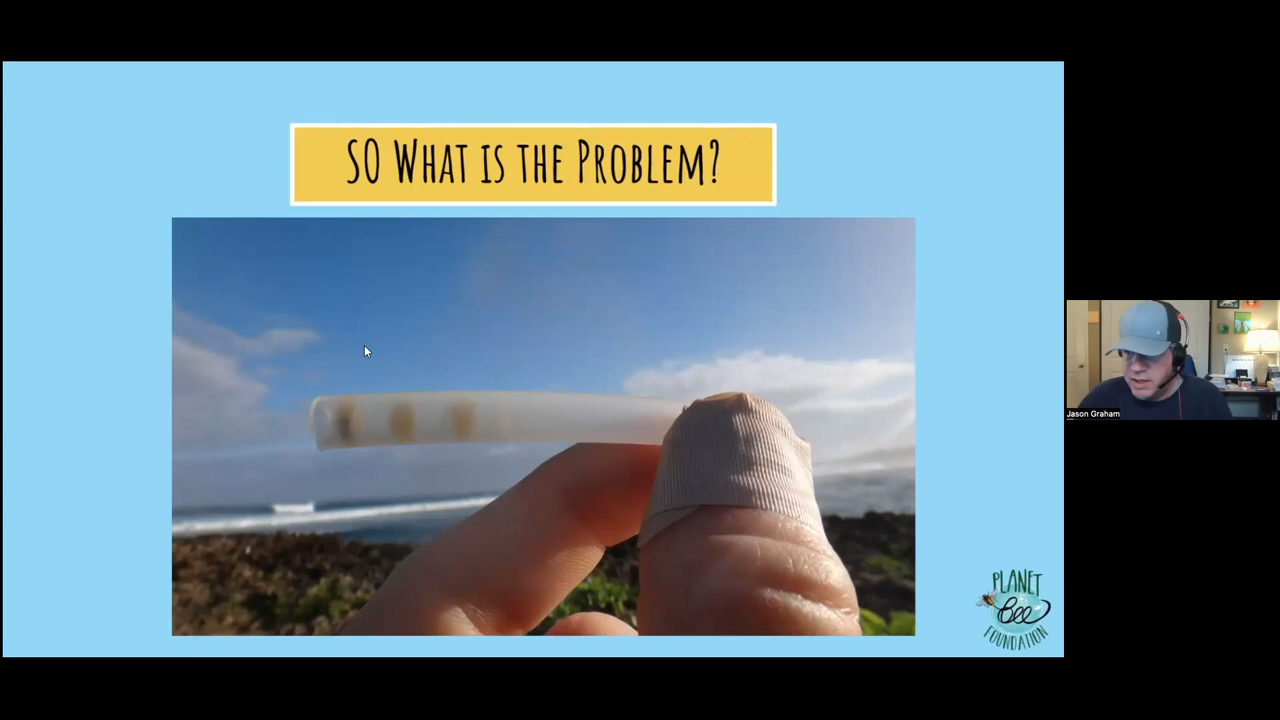 SO What is the Problem?
Planet
Bee
Foundation
Jason Graham